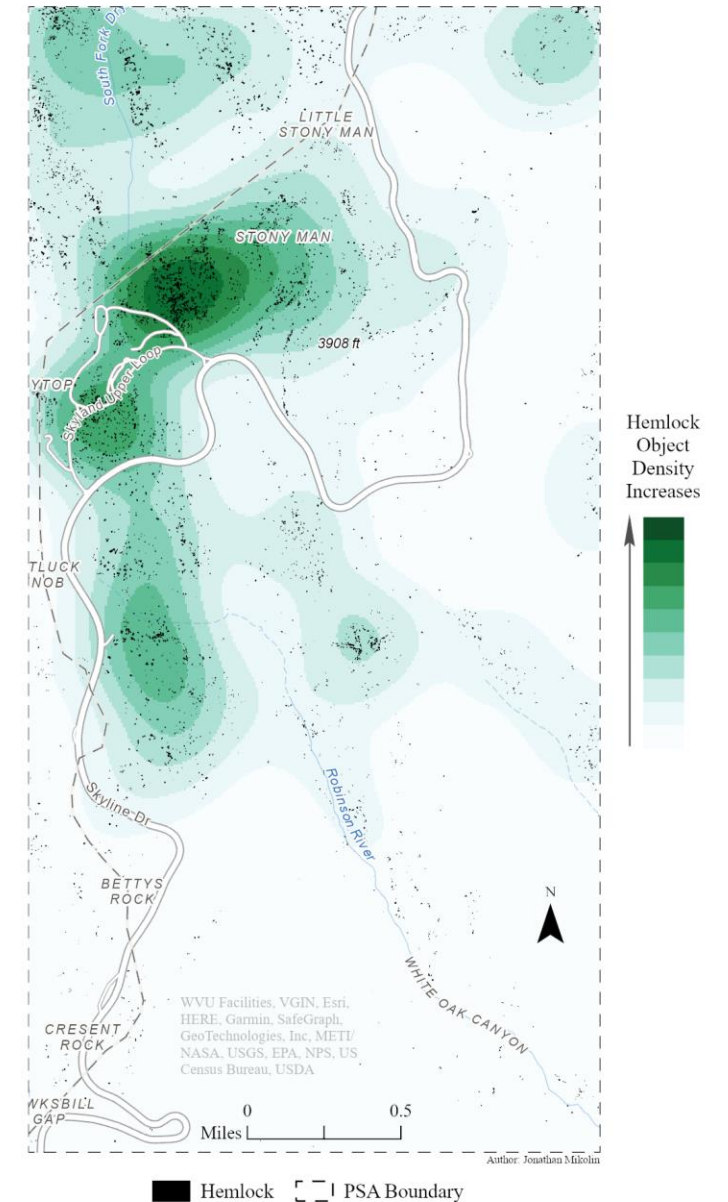 South Fork Dr
LITTLE
STONY MAN
STONY MAN
3908 ft
YTOP
Skyland Upper Loop
Hemlock
Object
Density
Increases
TLUCK
NOB
Robinson River
Skyline Dr
BETTYS
ROCK
N
WHITE OAK CANYON
WVU Facilities, VGIN, Esri,
HERE, Garmin, SafeGraph,
GeoTechnologies, Inc, METI/
NASA, USGS, EPA, NPS, US
Census Bureau, USDA
CRESENT
ROCK
WKSBILL
GAP
0 0.5
Miles
Author: Jonathan Mikolin
Hemlock PSA Boundary